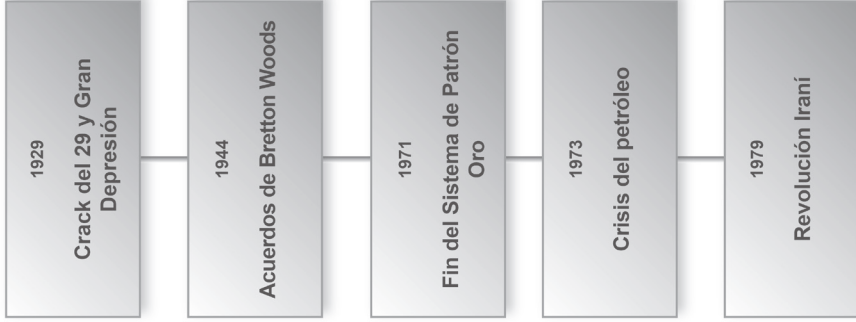 1929
Crack del 29 y Gran
Depresión
1944
Acuerdos de Bretton Woods
1971
Fin del Sistema de Patrón
Oro
1973
Crisis del petróleo
1979
Revolución Iraní